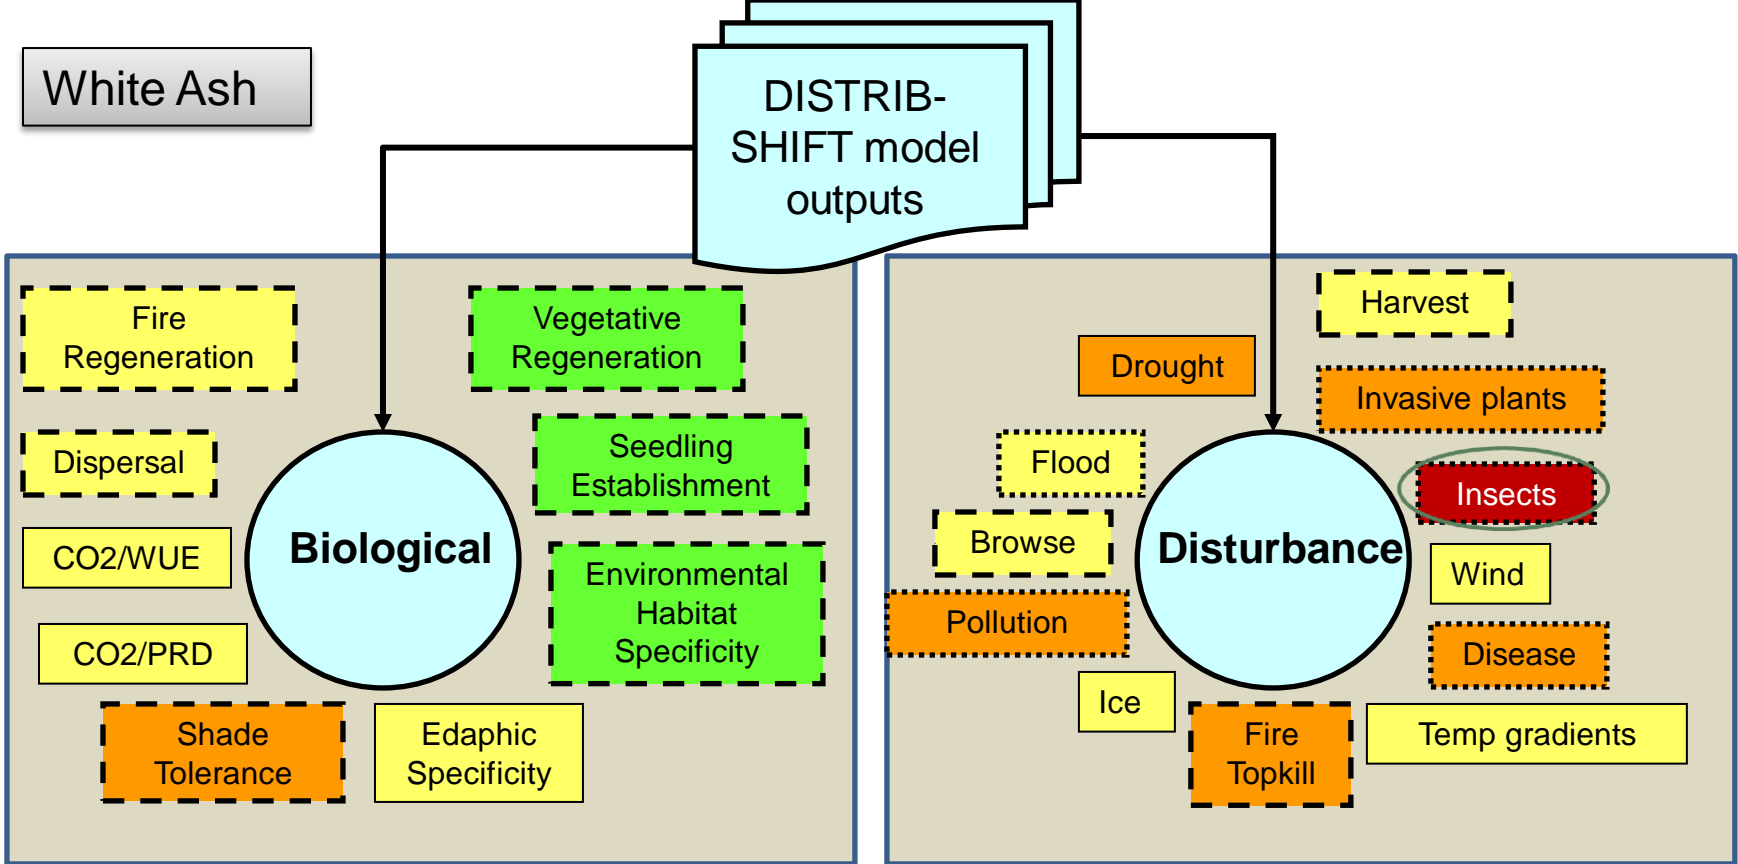 White Ash
DISTRIB-
SHIFT model
outputs
Fire
Regeneration
Vegetative
Regeneration
Dispersal
Seedling
Establishment
CO2/WUE
Biological
Environmental
Habitat
Specificity
CO2/PRD
Shade
Tolerance
Edaphic
Specificity
Harvest
Drought
Invasive plants
Flood
Insects
Browse
Disturbance
Wind
Pollution
Disease
Ice
Fire
Topkill
Temp gradients